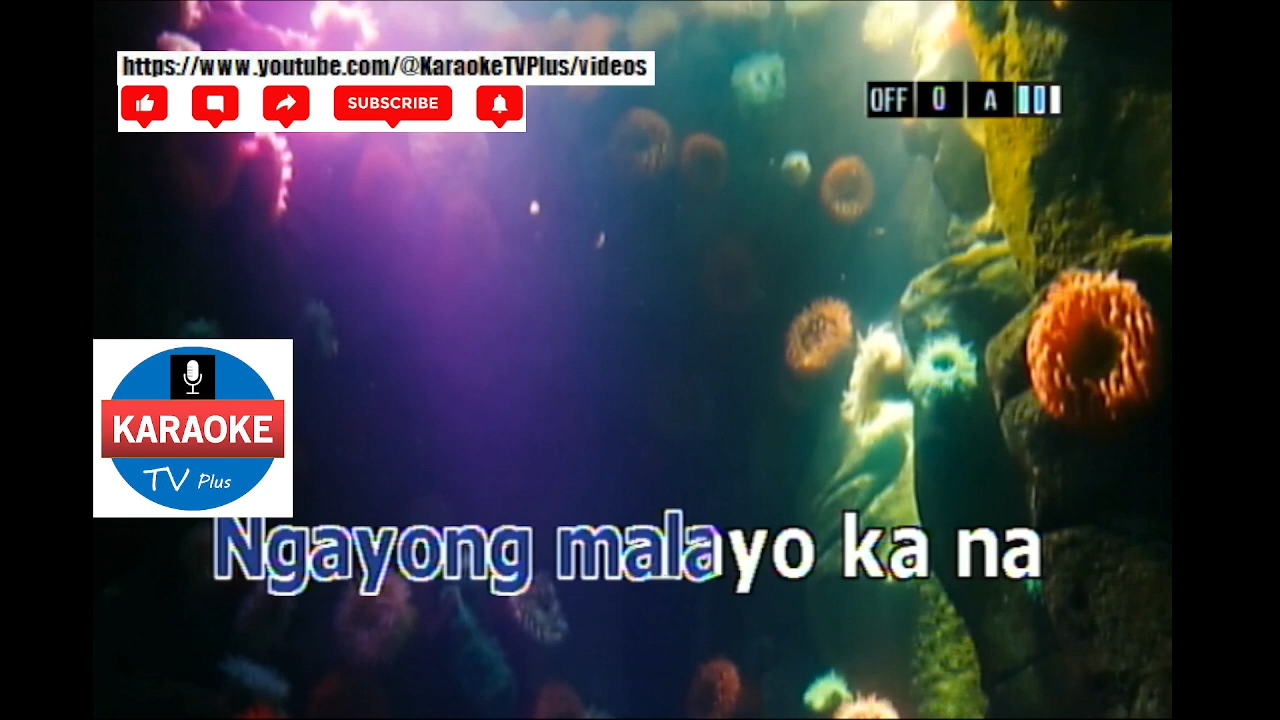 https://www.youtube.com/@KaraokeTVPlus/videos
SUBSCRIBE
OFF 0 A
KARAOKE
TV Plus
Ngayong malayo ka na